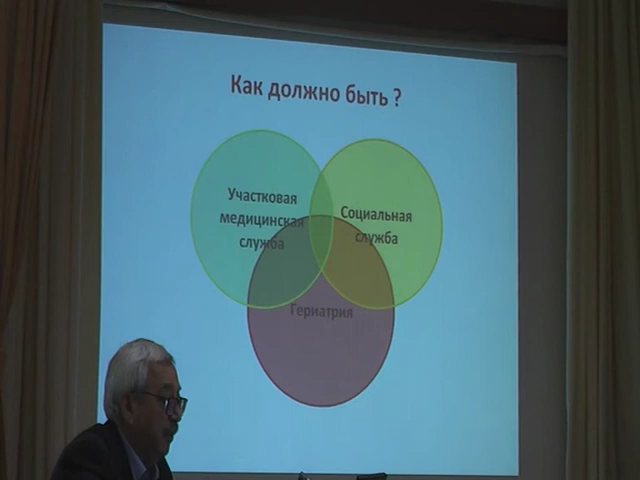 Как должно быть ?
Участковая
медицинская
служба
Социальная
служба
Гериатрия